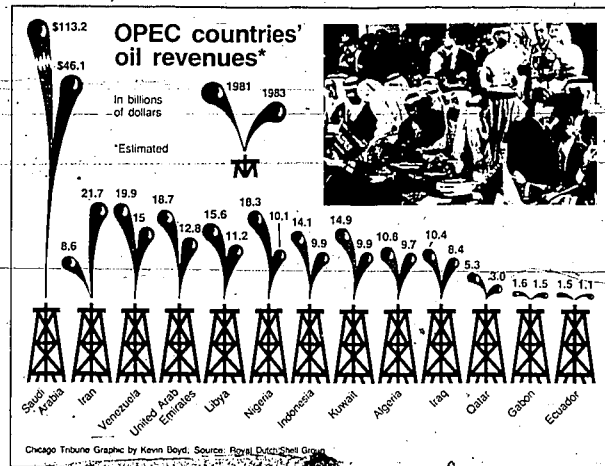 $113.2
$46.1
OPEC countries'
oil revenues*
In billions
of dollars
*Estimated
1981
1983
8.6
21.7
19.9
15
18.7
12.8
15.6
11.2
18.3
10.1
14.1
9.9
14.9
9.9
10.8
9.7
10.4
8.4
5.3
3.0
1.6
1.5
1.5
1.1
Saudi
Arabia
Iran
Venezuela
United Arab
Emirates
Libya
Nigeria
Indonesia
Kuwait
Algeria
Iraq
Qatar
Gabon
Ecuador
Chicago Tribune Graphic by Kevin Boyd; Source: Royal Dutch Shell Group